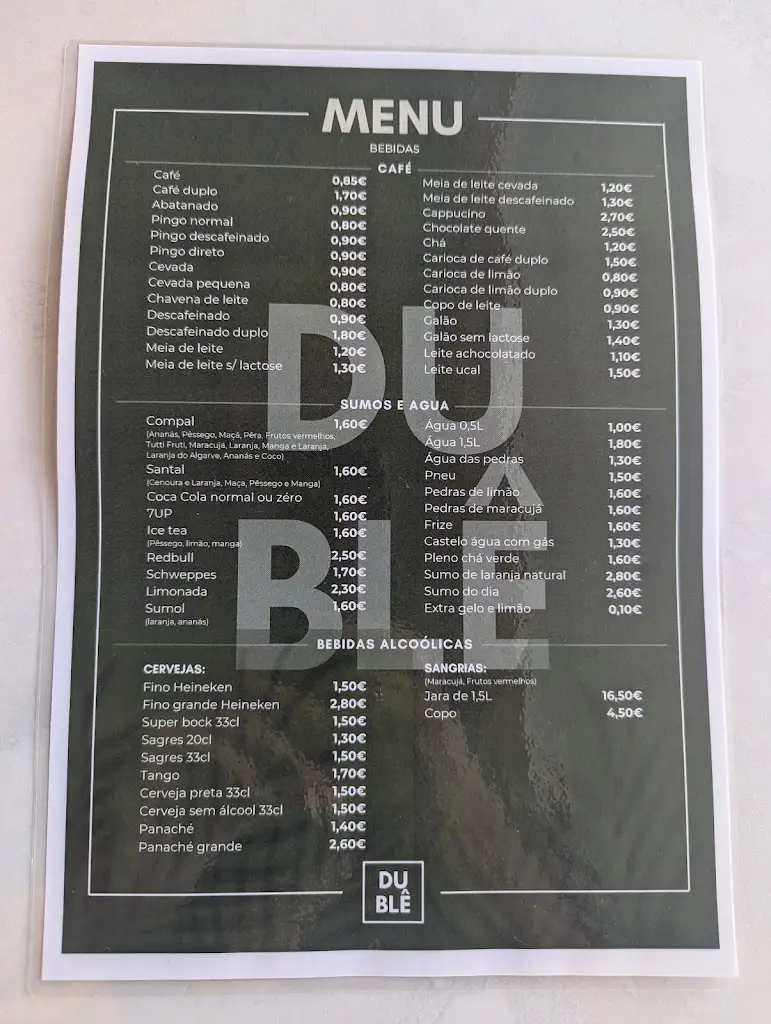 MENU
BEBIDAS
CAFÉ
Café 0,85€
Café duplo 1,70€
Abatanado 0,90€
Pingo normal 0,80€
Pingo descafeinado 0,90€
Pingo direto 0,90€
Cevada 0,90€
Cevada pequena 0,80€
Chavena de leite 0,80€
Descafeinado 0,90€
Descafeinado duplo 1,80€
Meia de leite 1,20€
Meia de leite s/ lactose 1,30€
Meia de leite cevada 1,20€
Meia de leite descafeinado 1,30€
Cappucino 2,70€
Chocolate quente 2,50€
Chá 1,20€
Carioca de café duplo 1,50€
Carioca de limão 0,80€
Carioca de limão duplo 0,90€
Copo de leite 0,90€
Galão 1,30€
Galão sem lactose 1,40€
Leite achocolatado 1,10€
Leite ucal 1,50€
SUMOS E AGUA
Compal 1,60€
(Ananás, Pêssego, Maçã, Pêra, Frutos vermelhos,
Tutti Fruti, Maracujá, Laranja, Manga e Laranja,
Laranja do Algarve, Ananás e Coco)
Santal 1,60€
(Cenoura e Laranja, Maça, Pêssego e Manga)
Coca Cola normal ou zéro 1,60€
7UP 1,60€
Ice tea 1,60€
(Pêssego, limão, manga)
Redbull 2,50€
Schweppes 1,70€
Limonada 2,30€
Sumol 1,60€
(laranja, ananás)
Água 0,5L 1,00€
Água 1,5L 1,80€
Água das pedras 1,30€
Pneu 1,50€
Pedras de limão 1,60€
Pedras de maracujá 1,60€
Frize 1,60€
Castelo água com gás 1,30€
Pleno chá verde 1,60€
Sumo de laranja natural 2,80€
Sumo do dia 2,60€
Extra gelo e limão 0,10€
DU
BLÊ
BEBIDAS ALCOÓLICAS
CERVEJAS:
Fino Heineken 1,50€
Fino grande Heineken 2,80€
Super bock 33cl 1,50€
Sagres 20cl 1,30€
Sagres 33cl 1,50€
Tango 1,70€
Cerveja preta 33cl 1,50€
Cerveja sem álcool 33cl 1,50€
Panaché 1,40€
Panaché grande 2,60€
SANGRIAS:
(Maracujá, Frutos vermelhos)
Jara de 1,5L 16,50€
Copo 4,50€
DU
BLÊ